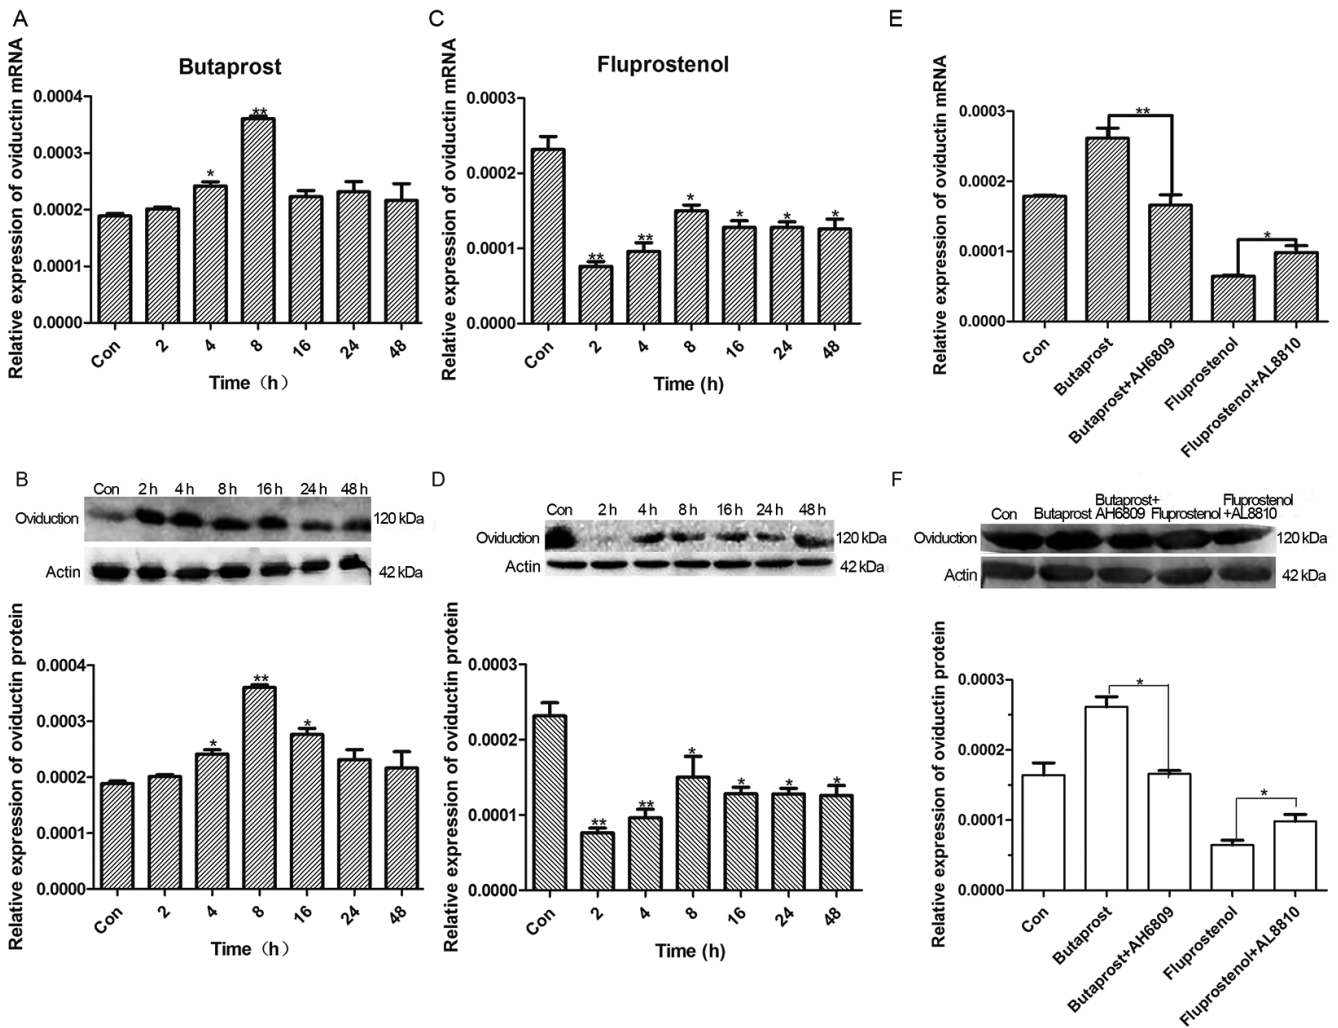 A
Butaprost
Relative expression of oviductin mRNA
0.0004
0.0003
0.0002
0.0001
0.0000
*
**
Con 2 4 8 16 24 48
Time (h)
C
Fluprostenol
Relative expression of oviductin mRNA
0.0003
0.0002
0.0001
0.0000
** ** * * * *
Con 2 4 8 16 24 48
Time (h)
E
Relative expression of oviductin mRNA
0.0003
0.0002
0.0001
0.0000
**
*
Con
Butaprost
Butaprost+AH6809
Fluprostenol
Fluprostenol+AL8810
B
Con 2 h 4 h 8 h 16 h 24 h 48 h
Oviduction 120 kDa
Actin 42 kDa
Relative expression of oviductin protein
0.0004
0.0003
0.0002
0.0001
0.0000
* ** *
Con 2 4 8 16 24 48
Time (h)
D
Con 2 h 4 h 8 h 16 h 24 h 48 h
Oviduction 120 kDa
Actin 42 kDa
Relative expression of oviductin protein
0.0003
0.0002
0.0001
0.0000
** ** * * * *
Con 2 4 8 16 24 48
Time (h)
F
Butaprost+ Fluprostenol
Con Butaprost AH6809 Fluprostenol +AL8810
Oviduction 120 kDa
Actin 42 kDa
Relative expression of oviductin protein
0.0003
0.0002
0.0001
0.0000
*
*
Con
Butaprost
Butaprost+AH6809
Fluprostenol
Fluprostenol+AL8810